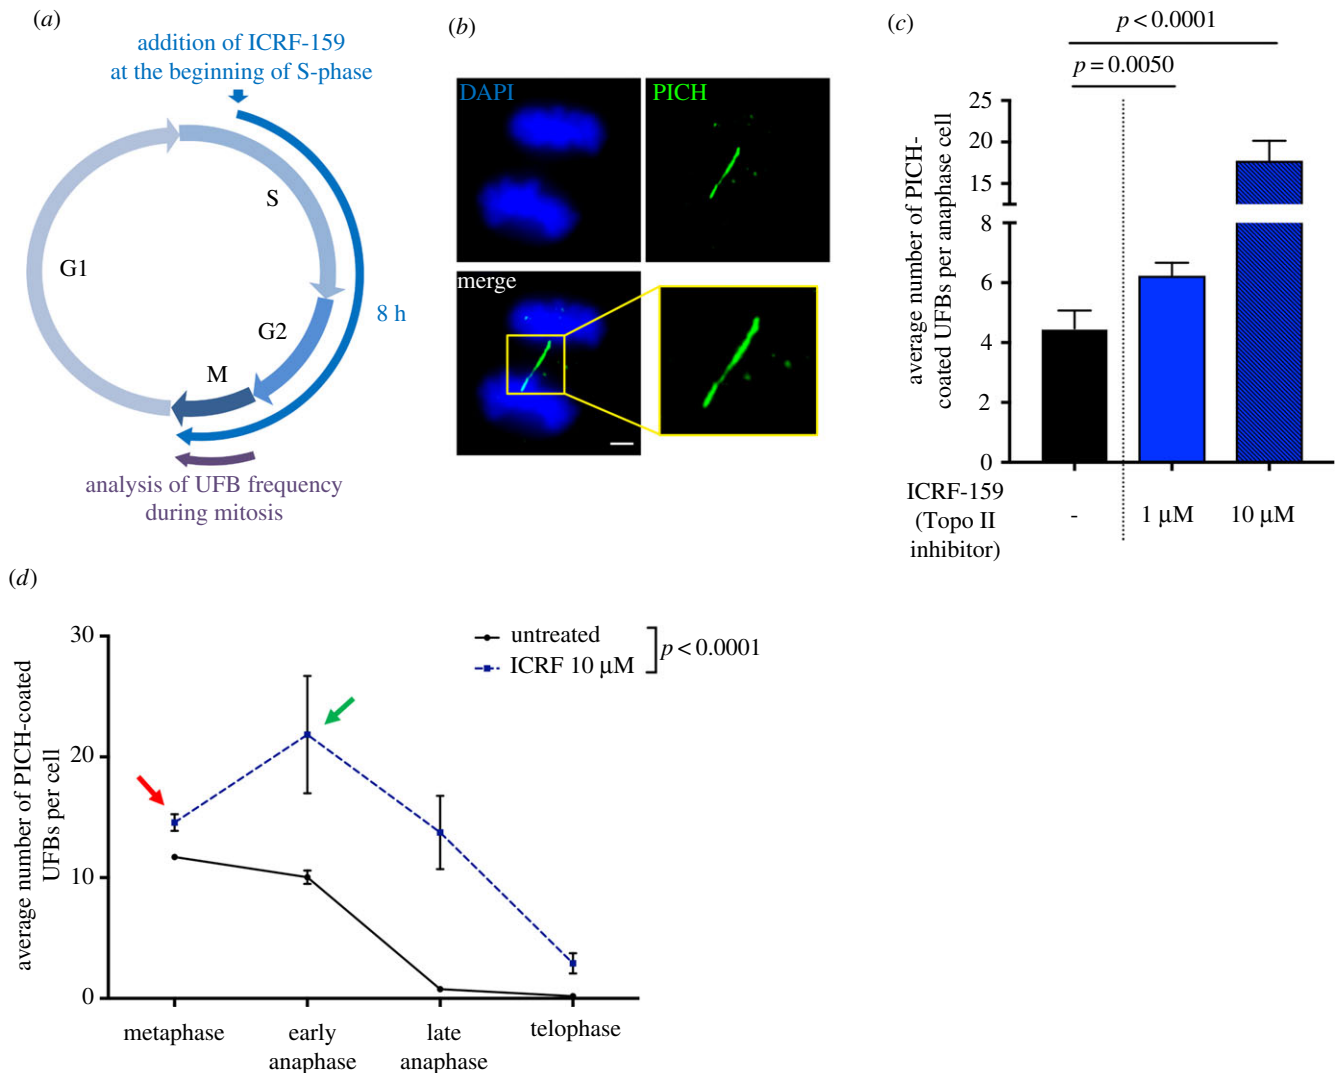 (a)
addition of ICRF-159
at the beginning of S-phase
S
G1
G2
M
8 h
analysis of UFB frequency
during mitosis
(b)
DAPI
PICH
merge
(c)
p < 0.0001
p = 0.0050
average number of PICH-
coated UFBs per anaphase cell
25
20
15
8
6
4
2
0
ICRF-159
(Topo II
inhibitor)
-
1 μM
10 μM
(d)
average number of PICH-coated
UFBs per cell
30
20
10
0
untreated
ICRF 10 μM
p < 0.0001
metaphase
early
anaphase
late
anaphase
telophase